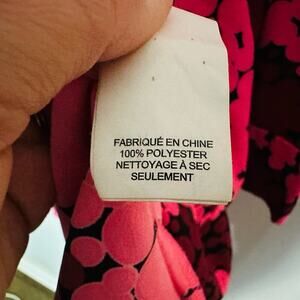 FABRIQUÉ EN CHINE
100% POLYESTER
NETTOYAGE À SEC
SEULEMENT